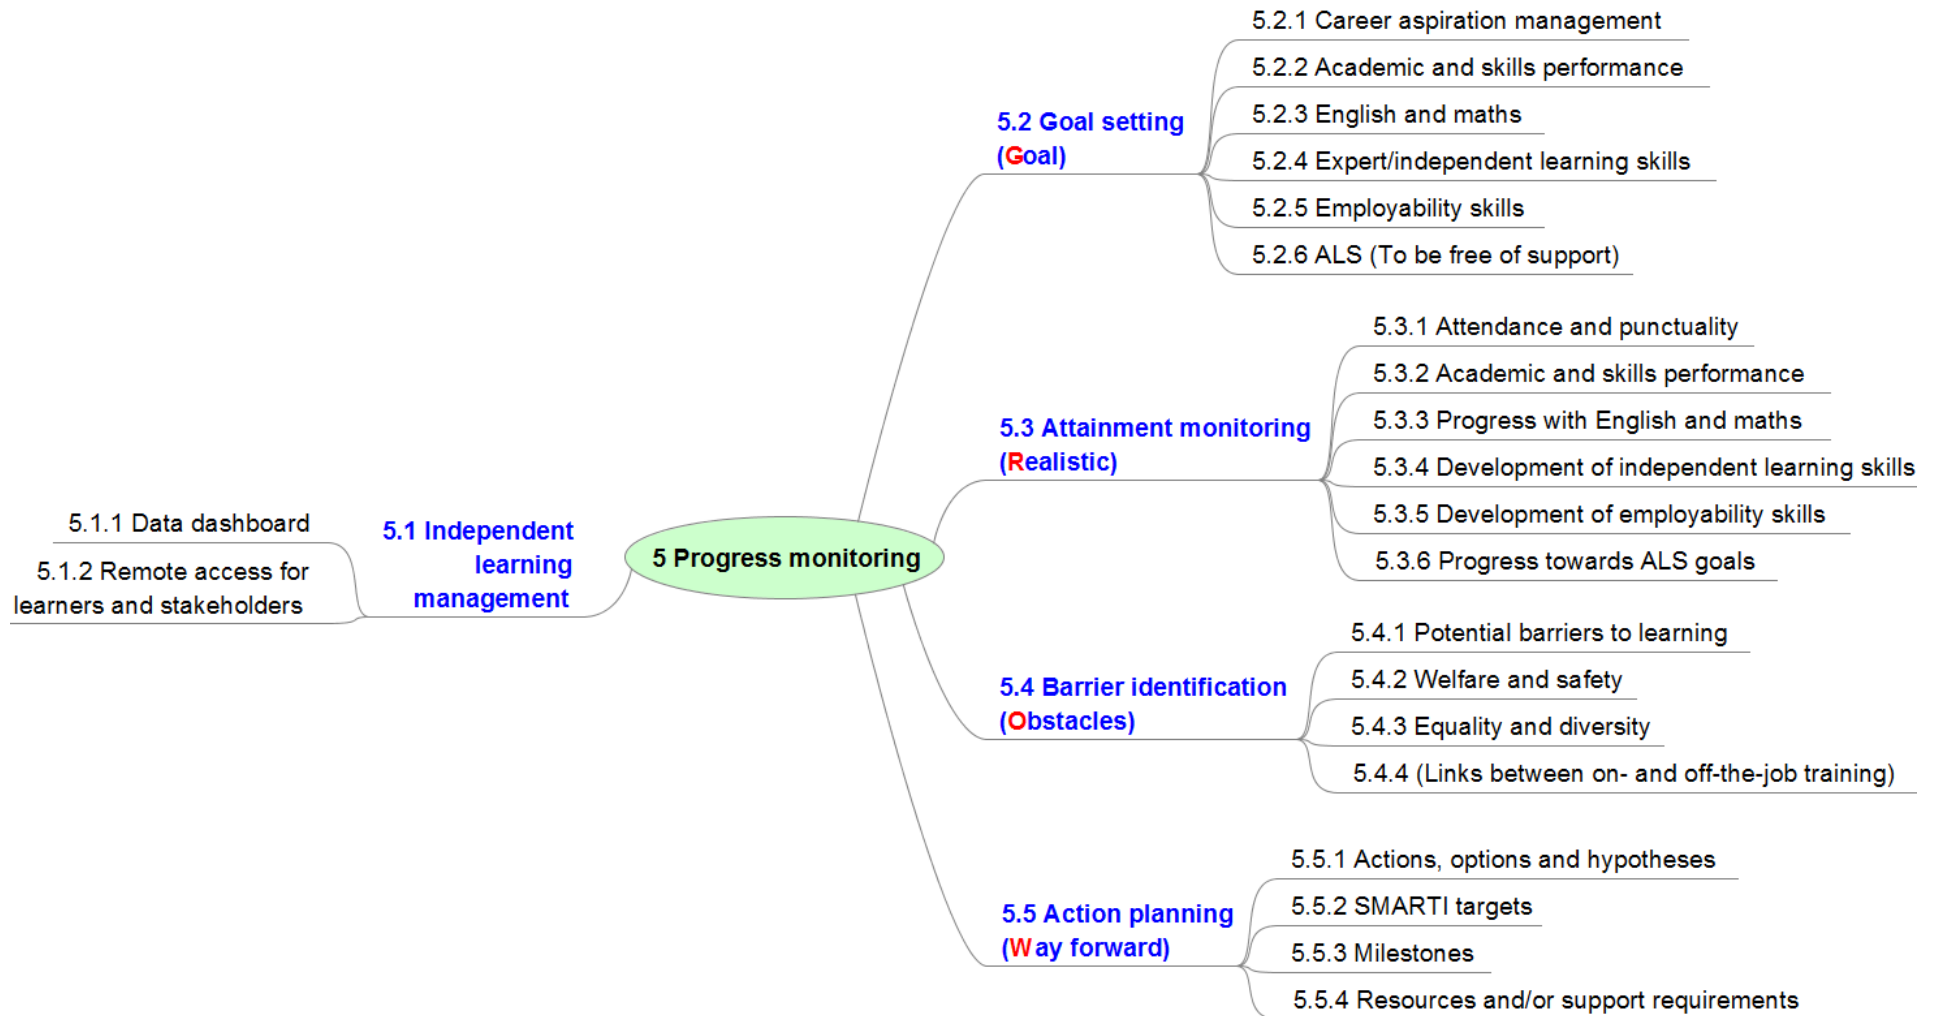 5 Progress monitoring
5.1 Independent
learning
management
5.1.1 Data dashboard
5.1.2 Remote access for
learners and stakeholders
5.2 Goal setting
(Goal)
5.2.1 Career aspiration management
5.2.2 Academic and skills performance
5.2.3 English and maths
5.2.4 Expert/independent learning skills
5.2.5 Employability skills
5.2.6 ALS (To be free of support)
5.3 Attainment monitoring
(Realistic)
5.3.1 Attendance and punctuality
5.3.2 Academic and skills performance
5.3.3 Progress with English and maths
5.3.4 Development of independent learning skills
5.3.5 Development of employability skills
5.3.6 Progress towards ALS goals
5.4 Barrier identification
(Obstacles)
5.4.1 Potential barriers to learning
5.4.2 Welfare and safety
5.4.3 Equality and diversity
5.4.4 (Links between on- and off-the-job training)
5.5 Action planning
(Way forward)
5.5.1 Actions, options and hypotheses
5.5.2 SMARTI targets
5.5.3 Milestones
5.5.4 Resources and/or support requirements